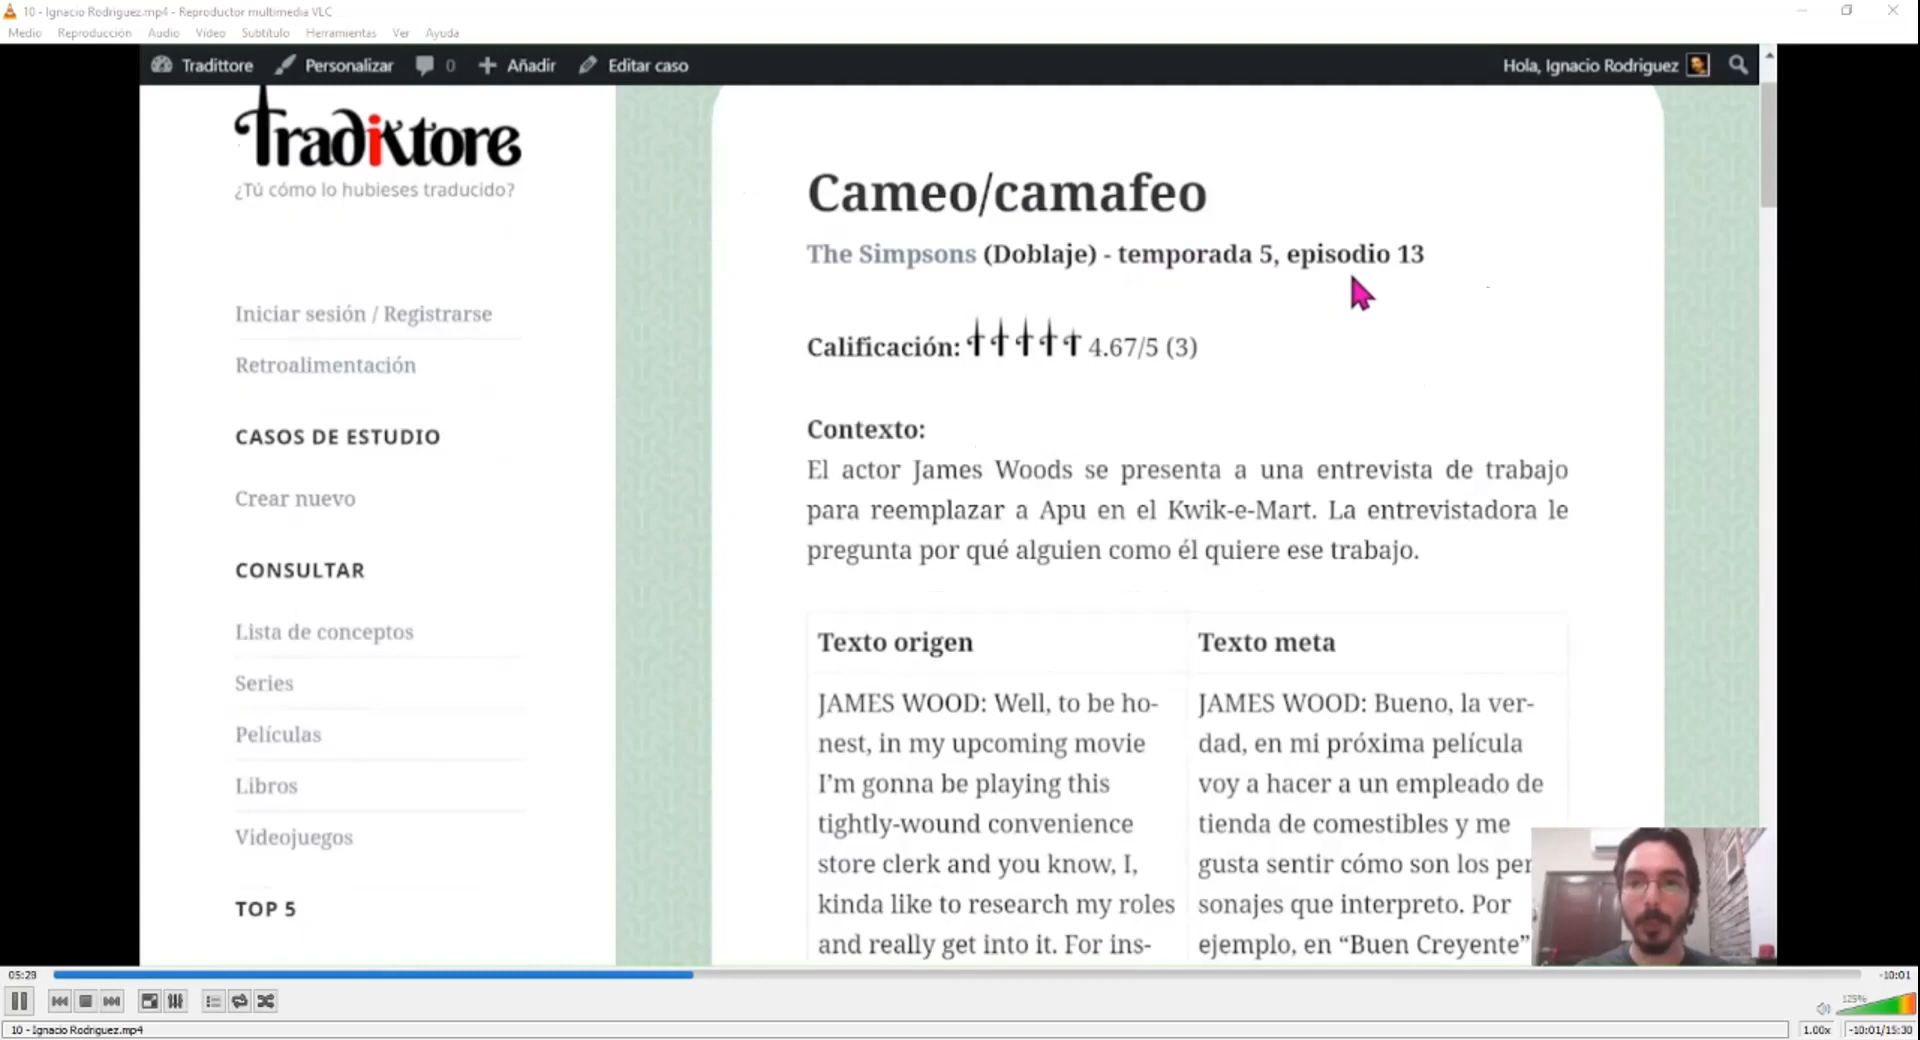 10 - Ignacio Rodriguez.mp4 - Reproductor multimedia VLC
Medio Reproducción Audio Vídeo Subtítulo Herramientas Ver Ayuda
Tradittore Personalizar 0 Añadir Editar caso Hola, Ignacio Rodriguez
Tradittore
¿Tú cómo lo hubieses traducido?
Iniciar sesión / Registrarse
Retroalimentación
CASOS DE ESTUDIO
Crear nuevo
CONSULTAR
Lista de conceptos
Series
Películas
Libros
Videojuegos
TOP 5
Cameo/camafeo
The Simpsons (Doblaje) - temporada 5, episodio 13
Calificación: 4.67/5 (3)
Contexto:
El actor James Woods se presenta a una entrevista de trabajo
para reemplazar a Apu en el Kwik-e-Mart. La entrevistadora le
pregunta por qué alguien como él quiere ese trabajo.
Texto origen
JAMES WOOD: Well, to be ho-
nest, in my upcoming movie
I'm gonna be playing this
tightly-wound convenience
store clerk and you know, I,
kinda like to research my roles
and really get into it. For ins-
Texto meta
JAMES WOOD: Bueno, la ver-
dad, en mi próxima película
voy a hacer a un empleado de
tienda de comestibles y me
gusta sentir cómo son los per
sonajes que interpreto. Por
ejemplo, en “Buen Creyente”
05:29 -10:01
125%
10 - Ignacio Rodriguez.mp4 1.00x -10:01/15:30